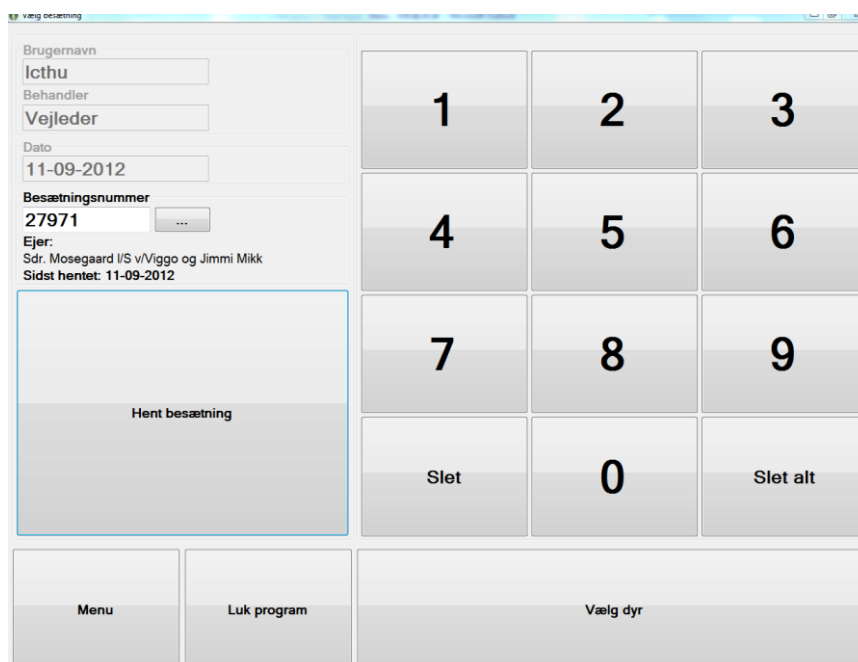 Vælg besætning
Brugernavn
lcthu
Behandler
Vejleder
Dato
11-09-2012
Besætningsnummer
27971
...
Ejer:
Sdr. Mosegaard I/S v/Viggo og Jimmi Mikk
Sidst hentet: 11-09-2012
Hent besætning
1
2
3
4
5
6
7
8
9
Slet
0
Slet alt
Menu
Luk program
Vælg dyr